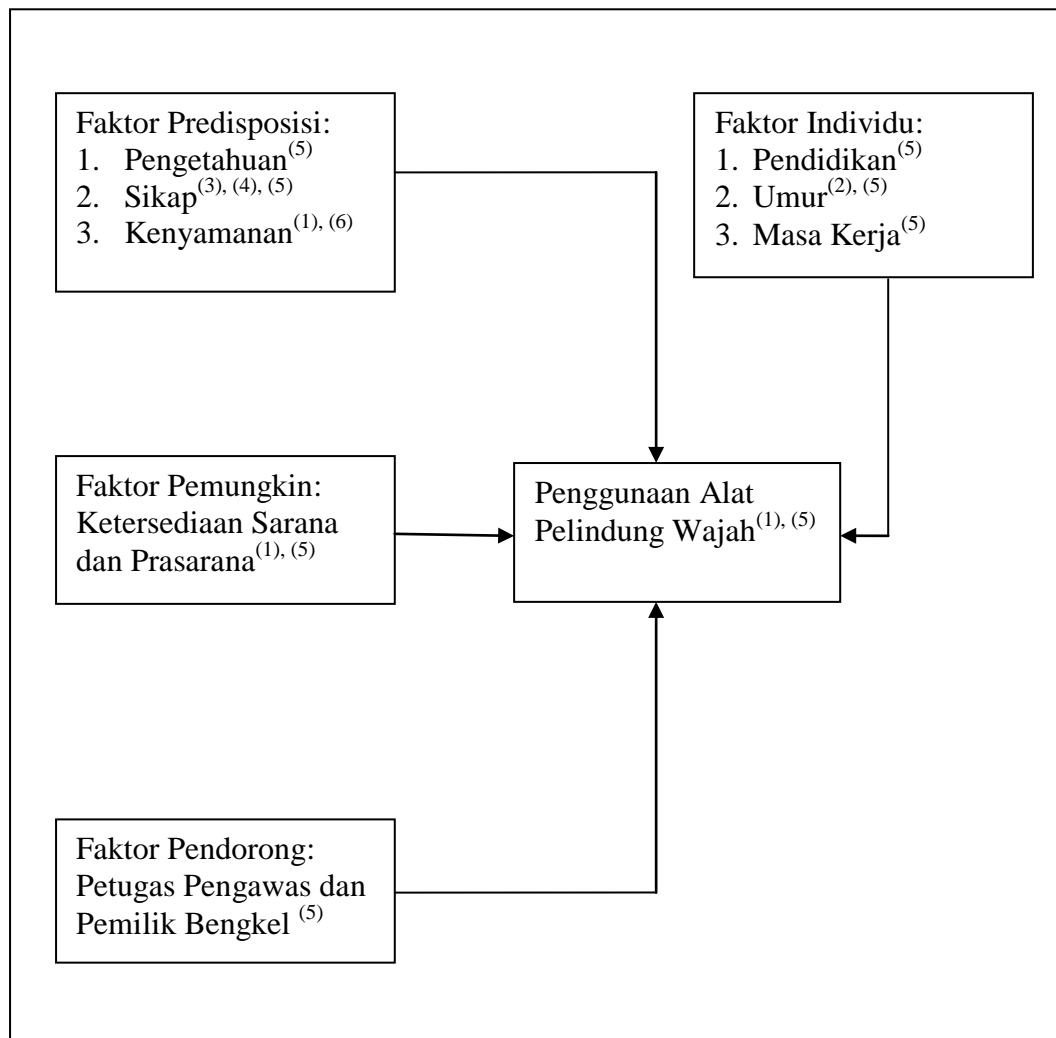 Faktor Predisposisi:
1. Pengetahuan(5)
2. Sikap(3), (4), (5)
3. Kenyamanan(1), (6)
Faktor Individu:
1. Pendidikan(5)
2. Umur(2), (5)
3. Masa Kerja(5)
Faktor Pemungkin:
Ketersediaan Sarana
dan Prasarana(1), (5)
Penggunaan Alat
Pelindung Wajah(1), (5)
Faktor Pendorong:
Petugas Pengawas dan
Pemilik Bengkel (5)